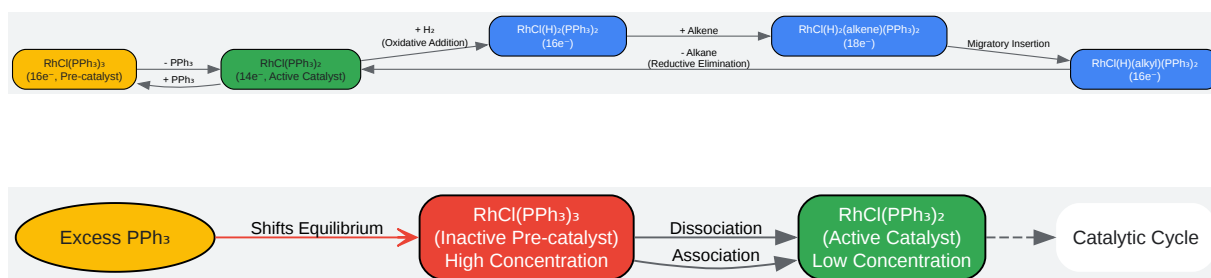 RhCl(PPh₃)₃
(16e⁻, Pre-catalyst)
- PPh₃
+ PPh₃
RhCl(PPh₃)₂
(14e⁻, Active Catalyst)
+ H₂
(Oxidative Addition)
RhCl(H)₂(PPh₃)₂
(16e⁻)
+ Alkene
- Alkane
(Reductive Elimination)
RhCl(H)₂(alkene)(PPh₃)₂
(18e⁻)
Migratory Insertion
RhCl(H)(alkyl)(PPh₃)₂
(16e⁻)
Excess PPh₃
Shifts Equilibrium
RhCl(PPh₃)₃
(Inactive Pre-catalyst)
High Concentration
Dissociation
Association
RhCl(PPh₃)₂
(Active Catalyst)
Low Concentration
Catalytic Cycle